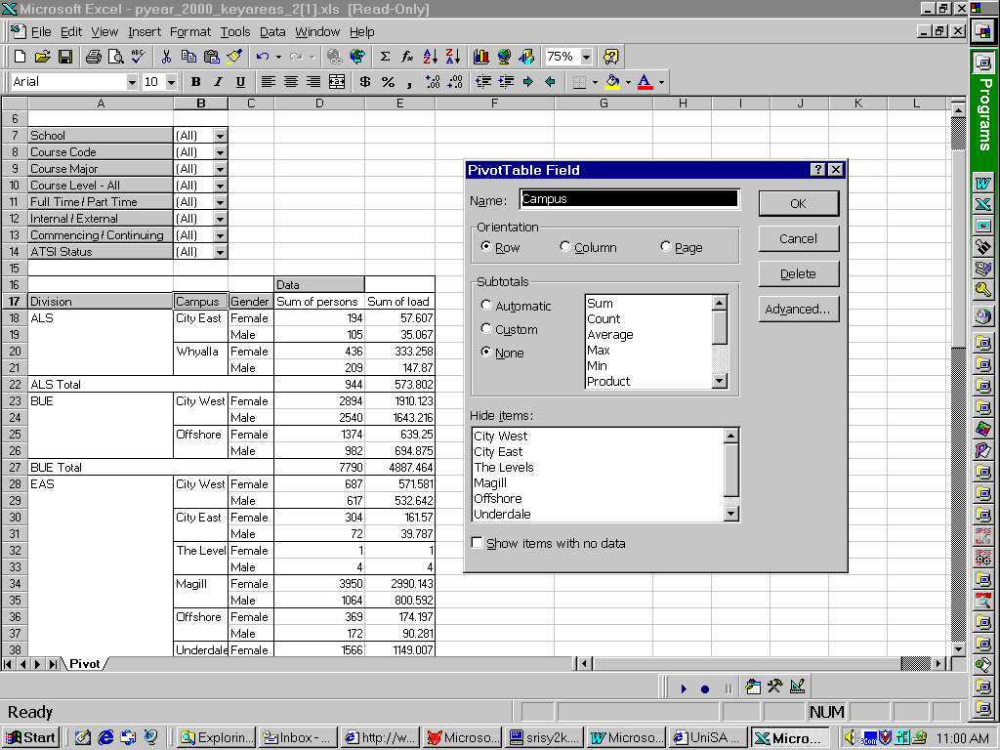 Microsoft Excel - pyear_2000_keyareas_2[1].xls [Read-Only]
File Edit View Insert Format Tools Data Window Help
75%
Arial 10 B I U $ % ,
A B C D E F G H I J K L
6
7 School (All)
8 Course Code (All)
9 Course Major (All)
10 Course Level - All (All)
11 Full Time / Part Time (All)
12 Internal / External (All)
13 Commencing / Continuing (All)
14 ATSI Status (All)
15
16 Data
17 Division Campus Gender Sum of persons Sum of load
18 ALS City East Female 194 57.607
19 Male 105 35.067
20 Whyalla Female 436 333.258
21 Male 209 147.87
22 ALS Total 944 573.802
23 BUE City West Female 2894 1910.123
24 Male 2540 1643.216
25 Offshore Female 1374 639.25
26 Male 982 694.875
27 BUE Total 7790 4887.464
28 EAS City West Female 687 571.581
29 Male 617 532.642
30 City East Female 304 161.57
31 Male 72 39.787
32 The Level Female 1 1
33 Male 4 4
34 Magill Female 3950 2990.143
35 Male 1064 800.592
36 Offshore Female 369 174.197
37 Male 172 90.281
38 Underdale Female 1566 1149.007
PivotTable Field
Name: Campus
OK
Cancel
Delete
Advanced...
Orientation
Row Column Page
Subtotals
Automatic
Custom
None
Sum
Count
Average
Max
Min
Product
Hide items:
City West
City East
The Levels
Magill
Offshore
Underdale
Show items with no data
Programs
Pivot
Ready NUM
Start Explorin... Inbox - ... http://w... Microso... srisy2k... Microso... UniSA ... Micro... 11:00 AM